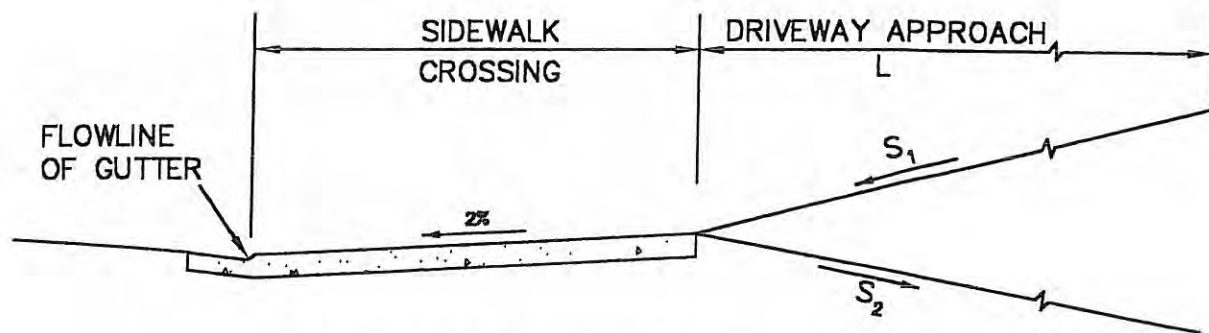 SIDEWALK
CROSSING
DRIVEWAY APPROACH
L
FLOWLINE
OF GUTTER
2%
S1
S2